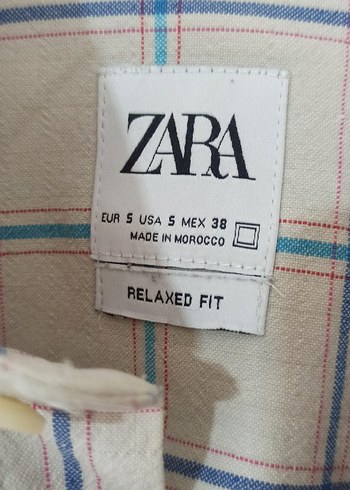 ZARA
EUR S USA S MEX 38
MADE IN MOROCCO
RELAXED FIT